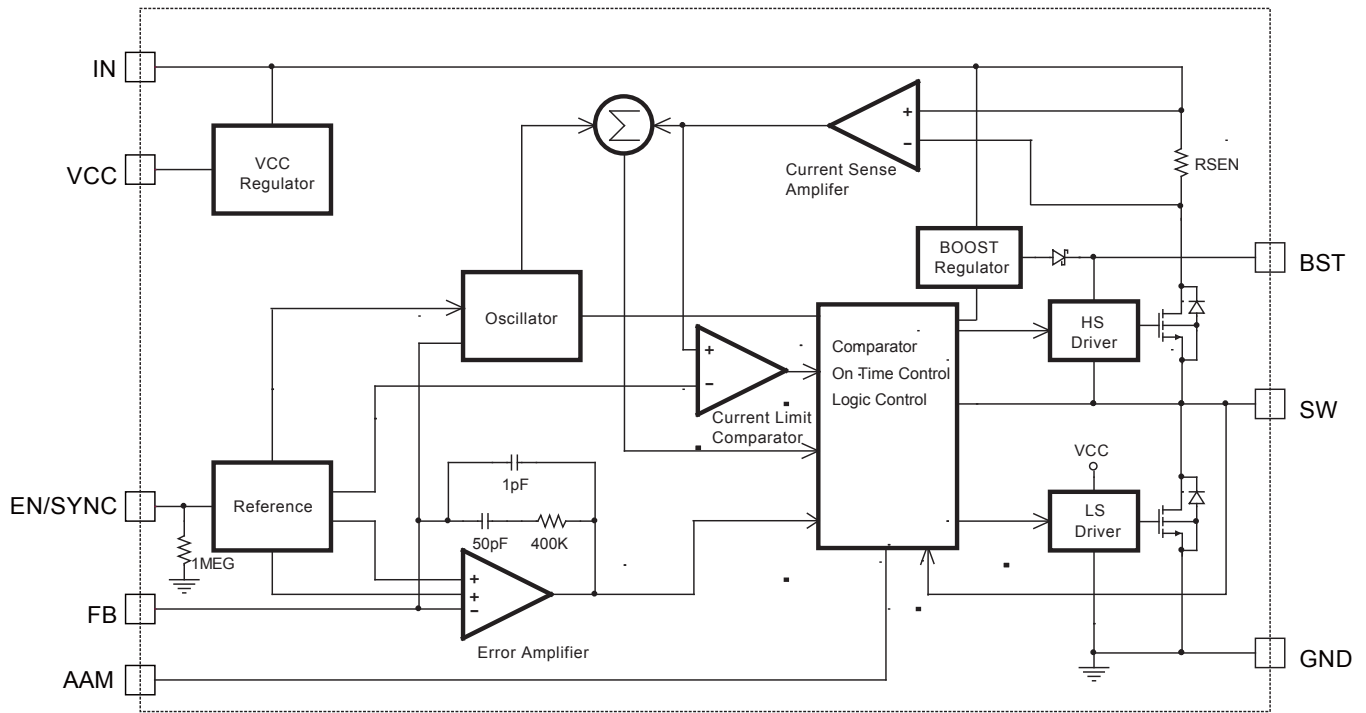 IN
VCC
VCC
Regulator
Σ
+
−
Current Sense
Amplifer
RSEN
BOOST
Regulator
BST
Oscillator
HS
Driver
+
−
Comparator
On Time Control
Logic Control
Current Limit
Comparator
SW
EN/SYNC
Reference
1MEG
1pF
50pF
400K
VCC
LS
Driver
FB
+
+
−
Error Amplifier
AAM
GND